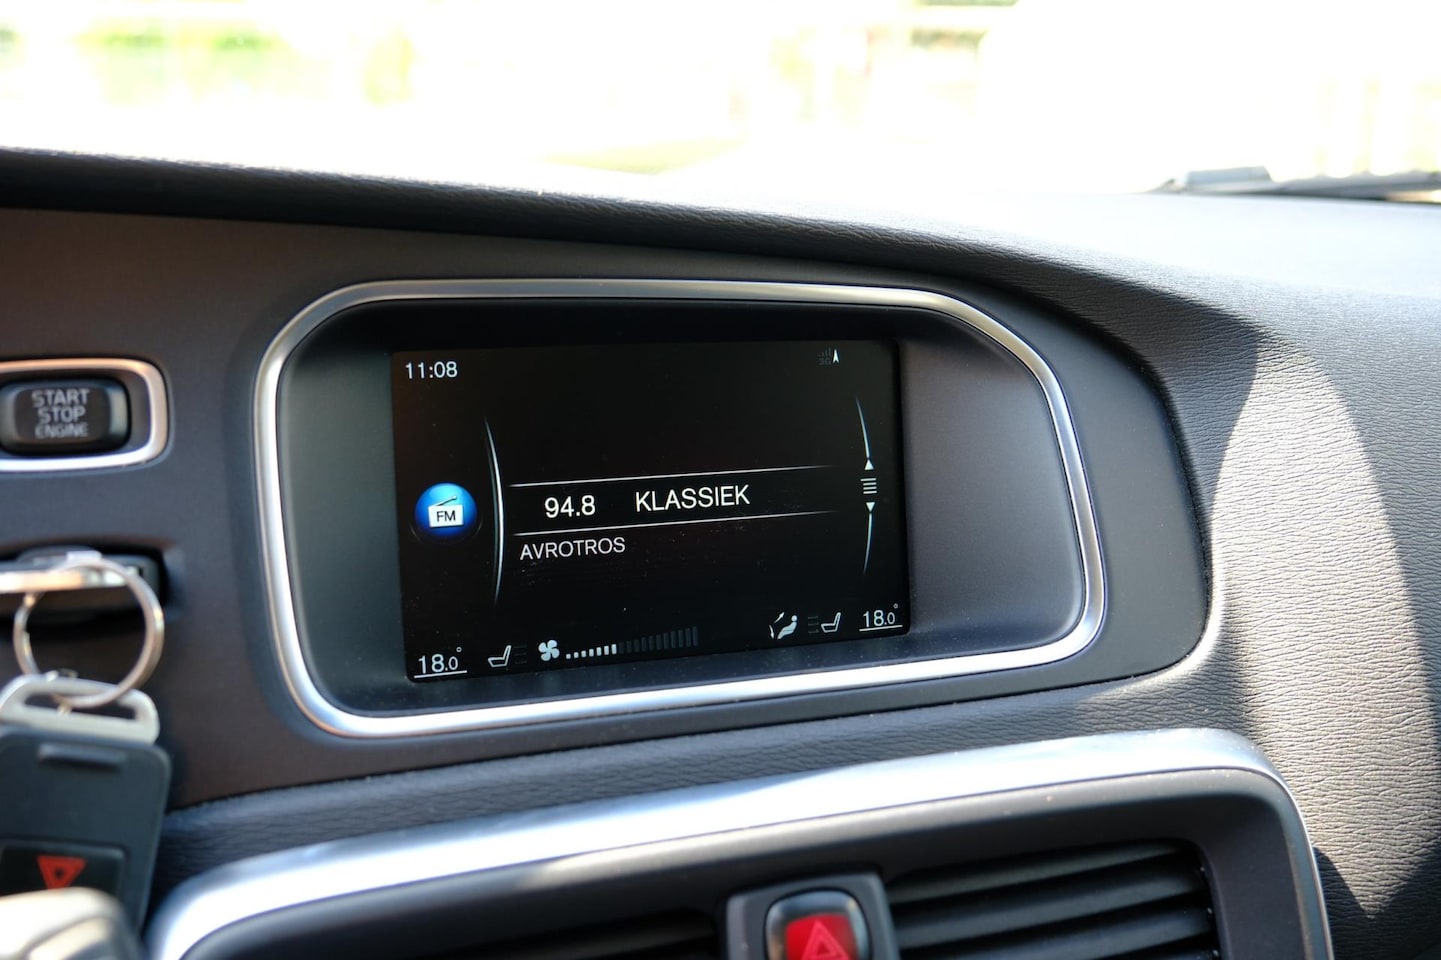 11:08
START
STOP
ENGINE
94.8 KLASSIEK
FM
AVROTROS
18.0°
18.0°